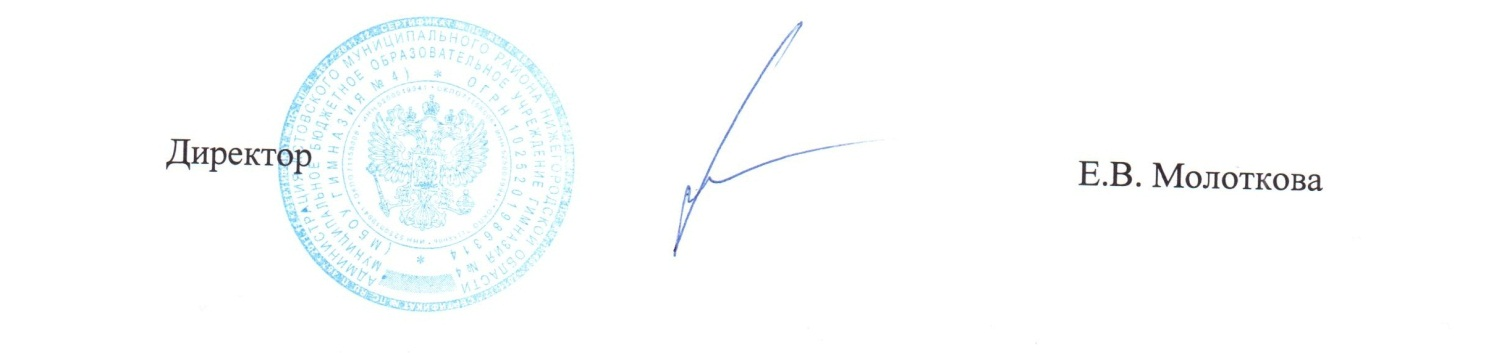 Директор
Е.В. Молоткова
МУНИЦИПАЛЬНОГО РАЙОНА НИЖЕГОРОДСКОЙ ОБЛАСТИ
МУНИЦИПАЛЬНОЕ БЮДЖЕТНОЕ ОБРАЗОВАТЕЛЬНОЕ УЧРЕЖДЕНИЕ ГИМНАЗИЯ №4
(МБОУ ГИМНАЗИЯ №4) * ОГРН 1025201986314 *